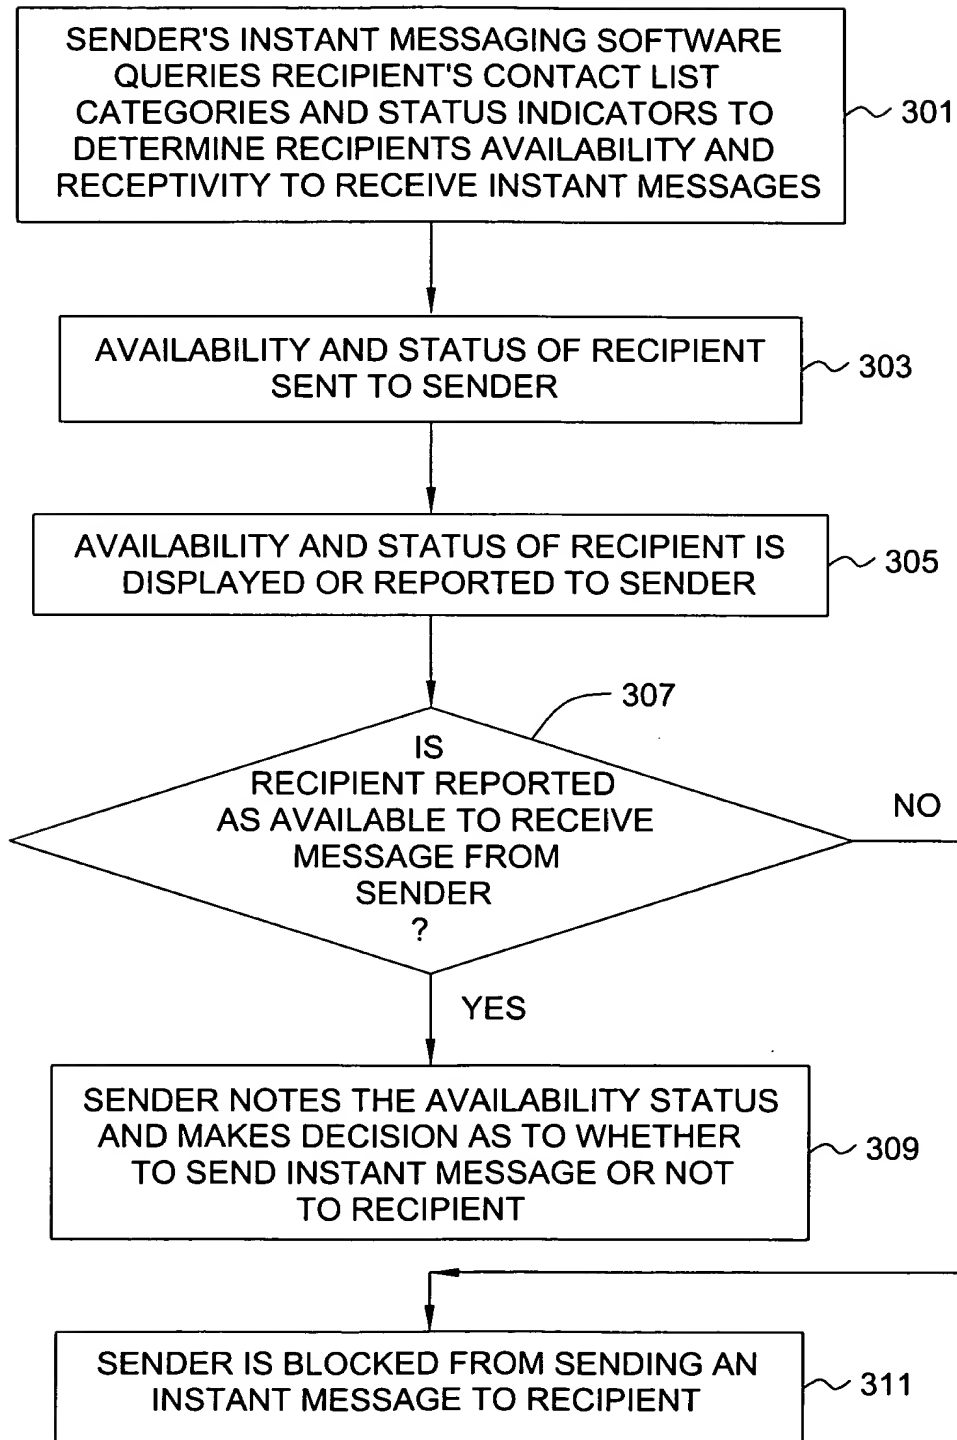 SENDER'S INSTANT MESSAGING SOFTWARE
QUERIES RECIPIENT'S CONTACT LIST
CATEGORIES AND STATUS INDICATORS TO
DETERMINE RECIPIENTS AVAILABILITY AND
RECEPTIVITY TO RECEIVE INSTANT MESSAGES
301
AVAILABILITY AND STATUS OF RECIPIENT
SENT TO SENDER
303
AVAILABILITY AND STATUS OF RECIPIENT IS
DISPLAYED OR REPORTED TO SENDER
305
307
IS
RECIPIENT REPORTED
AS AVAILABLE TO RECEIVE
MESSAGE FROM
SENDER
?
NO
YES
SENDER NOTES THE AVAILABILITY STATUS
AND MAKES DECISION AS TO WHETHER
TO SEND INSTANT MESSAGE OR NOT
TO RECIPIENT
309
SENDER IS BLOCKED FROM SENDING AN
INSTANT MESSAGE TO RECIPIENT
311